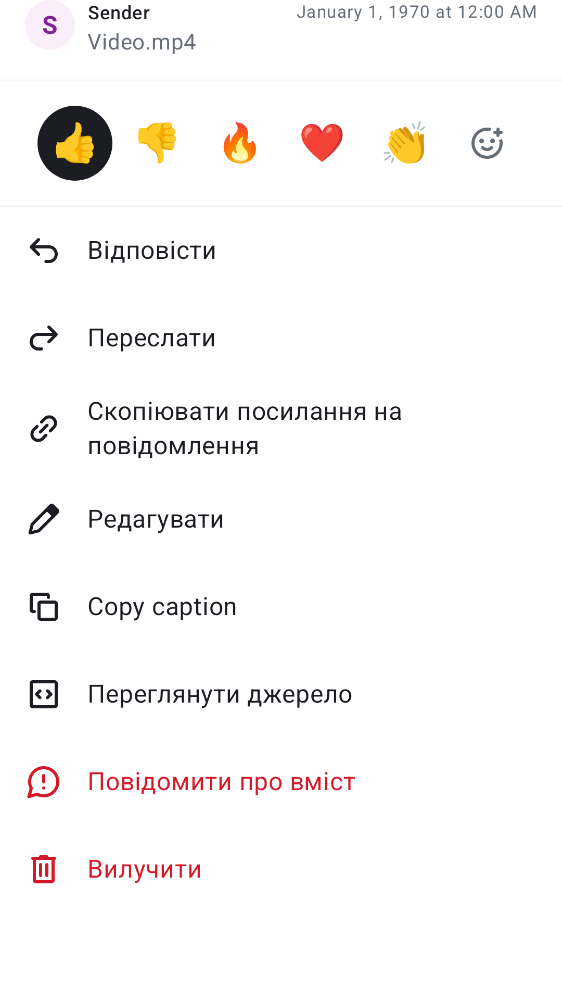 S
Sender
January 1, 1970 at 12:00 AM
Video.mp4
Відповісти
Переслати
Скопіювати посилання на
повідомлення
Редагувати
Copy caption
Переглянути джерело
Повідомити про вміст
Вилучити